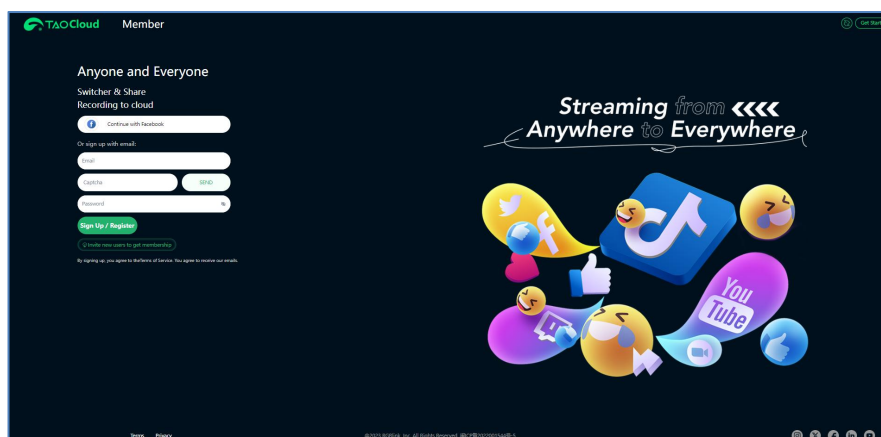 TAOCloud Member
Get Start
Anyone and Everyone
Switcher & Share
Recording to cloud
f Continue with Facebook
Or sign up with email:
Email
Captcha SEND
Password
Sign Up / Register
Invite new users to get membership
By signing up, you agree to theTerms of Service. You agree to receive our emails.
Streaming from
Anywhere to Everywhere
You
Tube
Terms Privacy